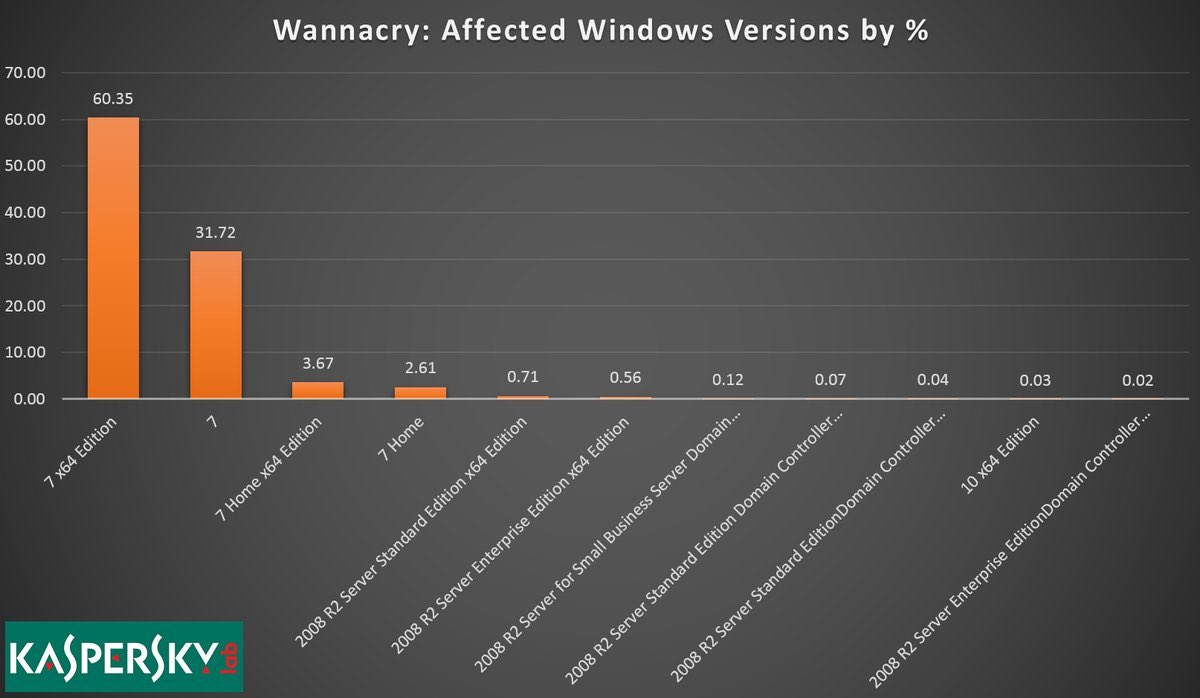 Wannacry: Affected Windows Versions by %
70.00
60.00
50.00
40.00
30.00
20.00
10.00
0.00
60.35
31.72
3.67
2.61
0.71
0.56
0.12
0.07
0.04
0.03
0.02
7 x64 Edition
7
7 Home x64 Edition
7 Home
2008 R2 Server Standard Edition x64 Edition
2008 R2 Server Enterprise Edition x64 Edition
2008 R2 Server for Small Business Server Domain...
2008 R2 Server Standard Edition Domain Controller...
2008 R2 Server Standard EditionDomain Controller...
10 x64 Edition
2008 R2 Server Enterprise EditionDomain Controller...
KASPERSKY lab